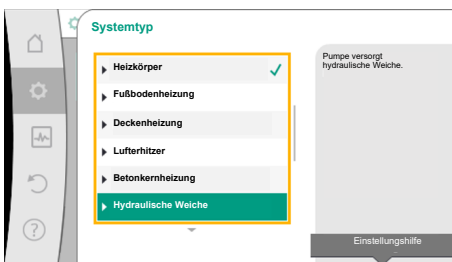 Systemtyp
Heizkörper
Fußbodenheizung
Deckenheizung
Lufterhitzer
Betonkernheizung
Hydraulische Weiche
Pumpe versorgt
hydraulische Weiche.
Einstellungshilfe
?